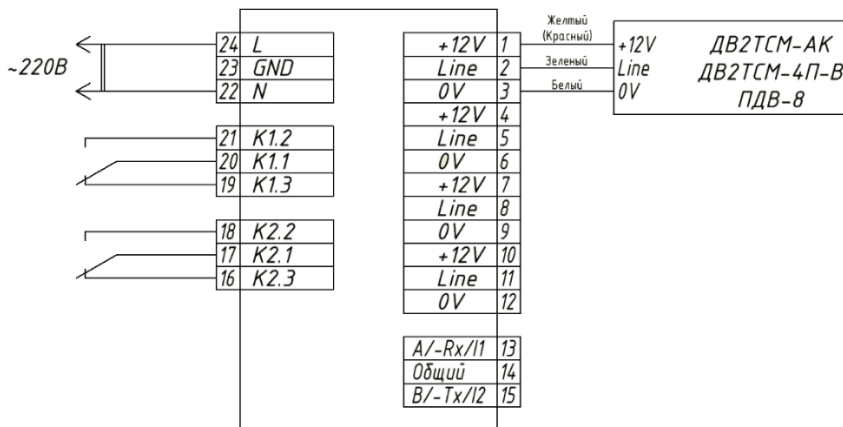 ~220В
24 L
23 GND
22 N
21 K1.2
20 K1.1
19 K1.3
18 K2.2
17 K2.1
16 K2.3
+12V 1
Line 2
0V 3
+12V 4
Line 5
0V 6
+12V 7
Line 8
0V 9
+12V 10
Line 11
0V 12
A/-Rx/I1 13
Общий 14
B/-Tx/I2 15
Желтый
(Красный)
Зеленый
Белый
+12V
Line
0V
ДВ2ТСМ-АК
ДВ2ТСМ-4П-В
ПДВ-8